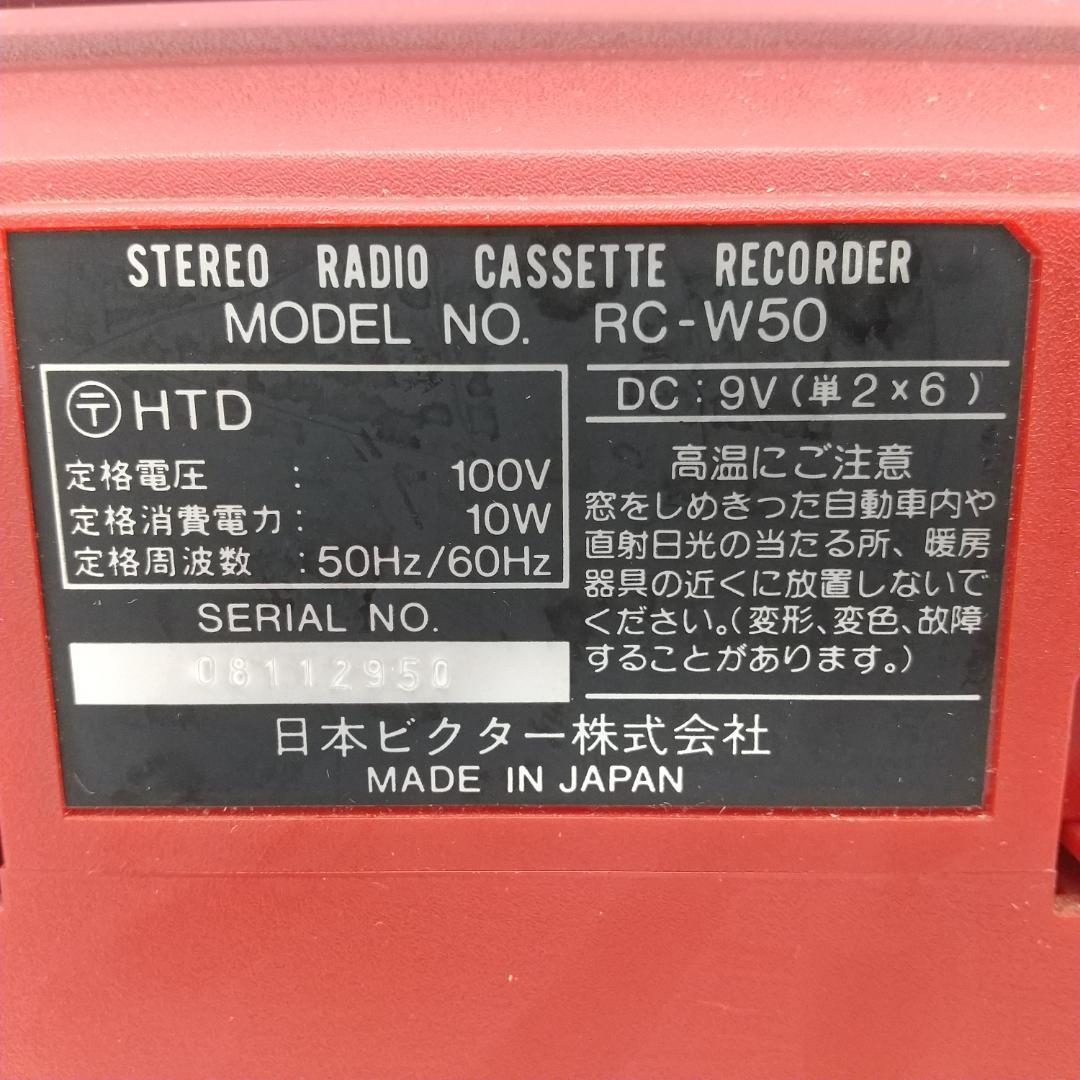 STEREO RADIO CASSETTE RECORDER
MODEL NO. RC-W50
〒HTD
定格電圧 : 100V
定格消費電力 : 10W
定格周波数 : 50Hz/60Hz
SERIAL NO.
08112950
DC : 9V (単2×6)
高温にご注意
窓をしめきった自動車内や
直射日光の当たる所、暖房
器具の近くに放置しないで
ください。(変形、変色、故障
することがあります。)
日本ビクター株式会社
MADE IN JAPAN